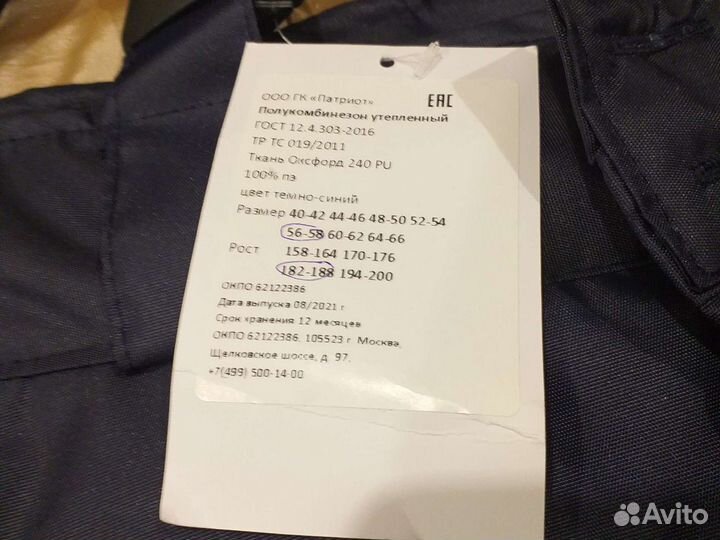 ООО ГК «Патриот» EAC
Полукомбинезон утепленный
ГОСТ 12.4.303-2016
ТР ТС 019/2011
Ткань Оксфорд 240 PU
100% пэ
цвет темно-синий
Размер 40-42 44-46 48-50 52-54
56-58 60-62 64-66
Рост 158-164 170-176
182-188 194-200
ОКПО 62122386
Дата выпуска 08/2021 г
Срок хранения 12 месяцев
ОКПО 62122386, 105523 г Москва,
Щелковское шоссе, д 97,
+7(499) 500-14-00
Avito